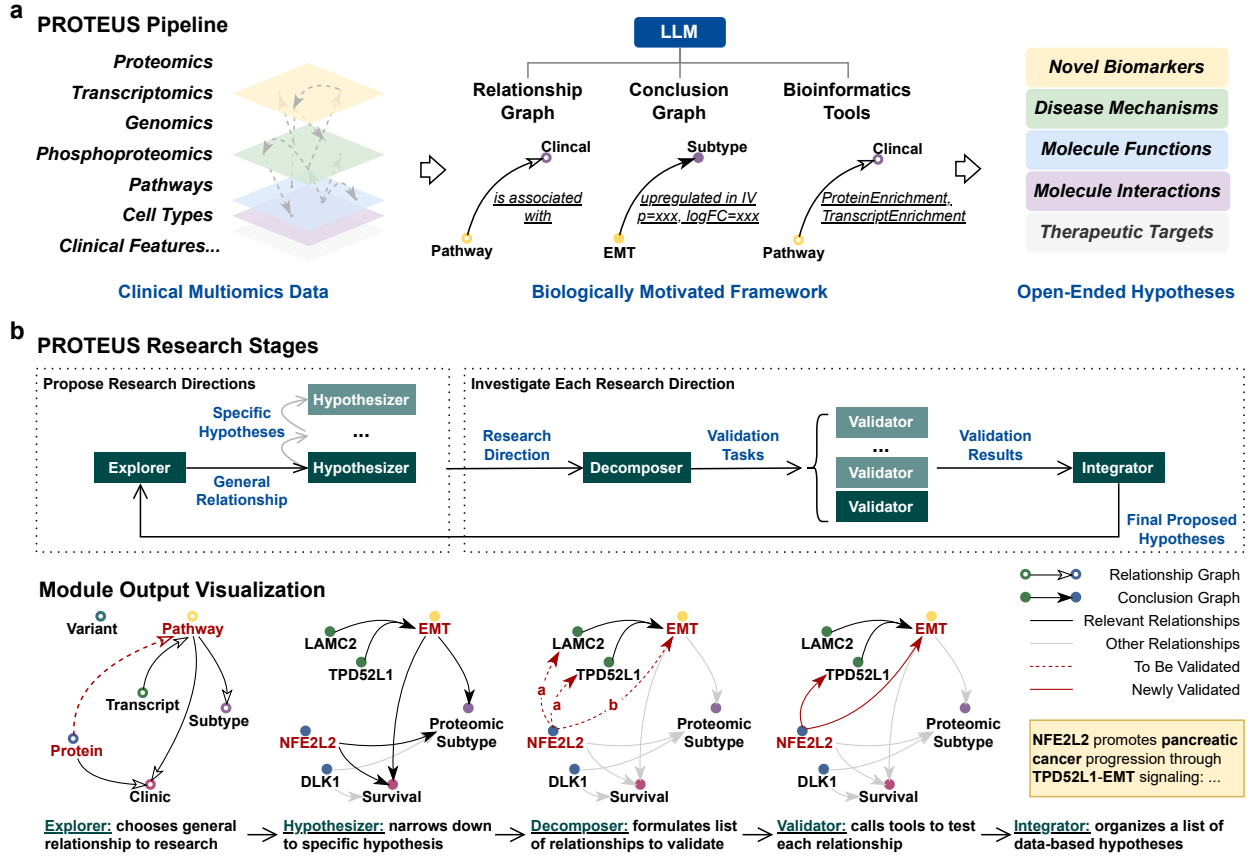 a
PROTEUS Pipeline
Proteomics
Transcriptomics
Genomics
Phosphoproteomics
Pathways
Cell Types
Clinical Features...
Clinical Multiomics Data
LLM
Relationship
Graph
Conclusion
Graph
Bioinformatics
Tools
Clincal
is associated
with
Pathway
Subtype
upregulated in IV
p=xxx, logFC=xxx
EMT
Clincal
ProteinEnrichment,
TranscriptEnrichment
Pathway
Biologically Motivated Framework
Novel Biomarkers
Disease Mechanisms
Molecule Functions
Molecule Interactions
Therapeutic Targets
Open-Ended Hypotheses
b
PROTEUS Research Stages
Propose Research Directions
Explorer
General
Relationship
Specific
Hypotheses
Hypothesizer
...
Hypothesizer
Investigate Each Research Direction
Research
Direction
Decomposer
Validation
Tasks
Validator
...
Validator
Validator
Validation
Results
Integrator
Final Proposed
Hypotheses
Module Output Visualization
Variant
Pathway
Transcript
Subtype
Protein
Clinic
LAMC2
EMT
TPD52L1
Proteomic
Subtype
NFE2L2
DLK1
Survival
LAMC2
EMT
TPD52L1
a
a
b
Proteomic
Subtype
NFE2L2
DLK1
Survival
LAMC2
EMT
TPD52L1
Proteomic
Subtype
NFE2L2
DLK1
Survival
Relationship Graph
Conclusion Graph
Relevant Relationships
Other Relationships
To Be Validated
Newly Validated
NFE2L2 promotes pancreatic
cancer progression through
TPD52L1-EMT signaling: ...
Explorer: chooses general
relationship to research
Hypothesizer: narrows down
to specific hypothesis
Decomposer: formulates list
of relationships to validate
Validator: calls tools to test
each relationship
Integrator: organizes a list of
data-based hypotheses